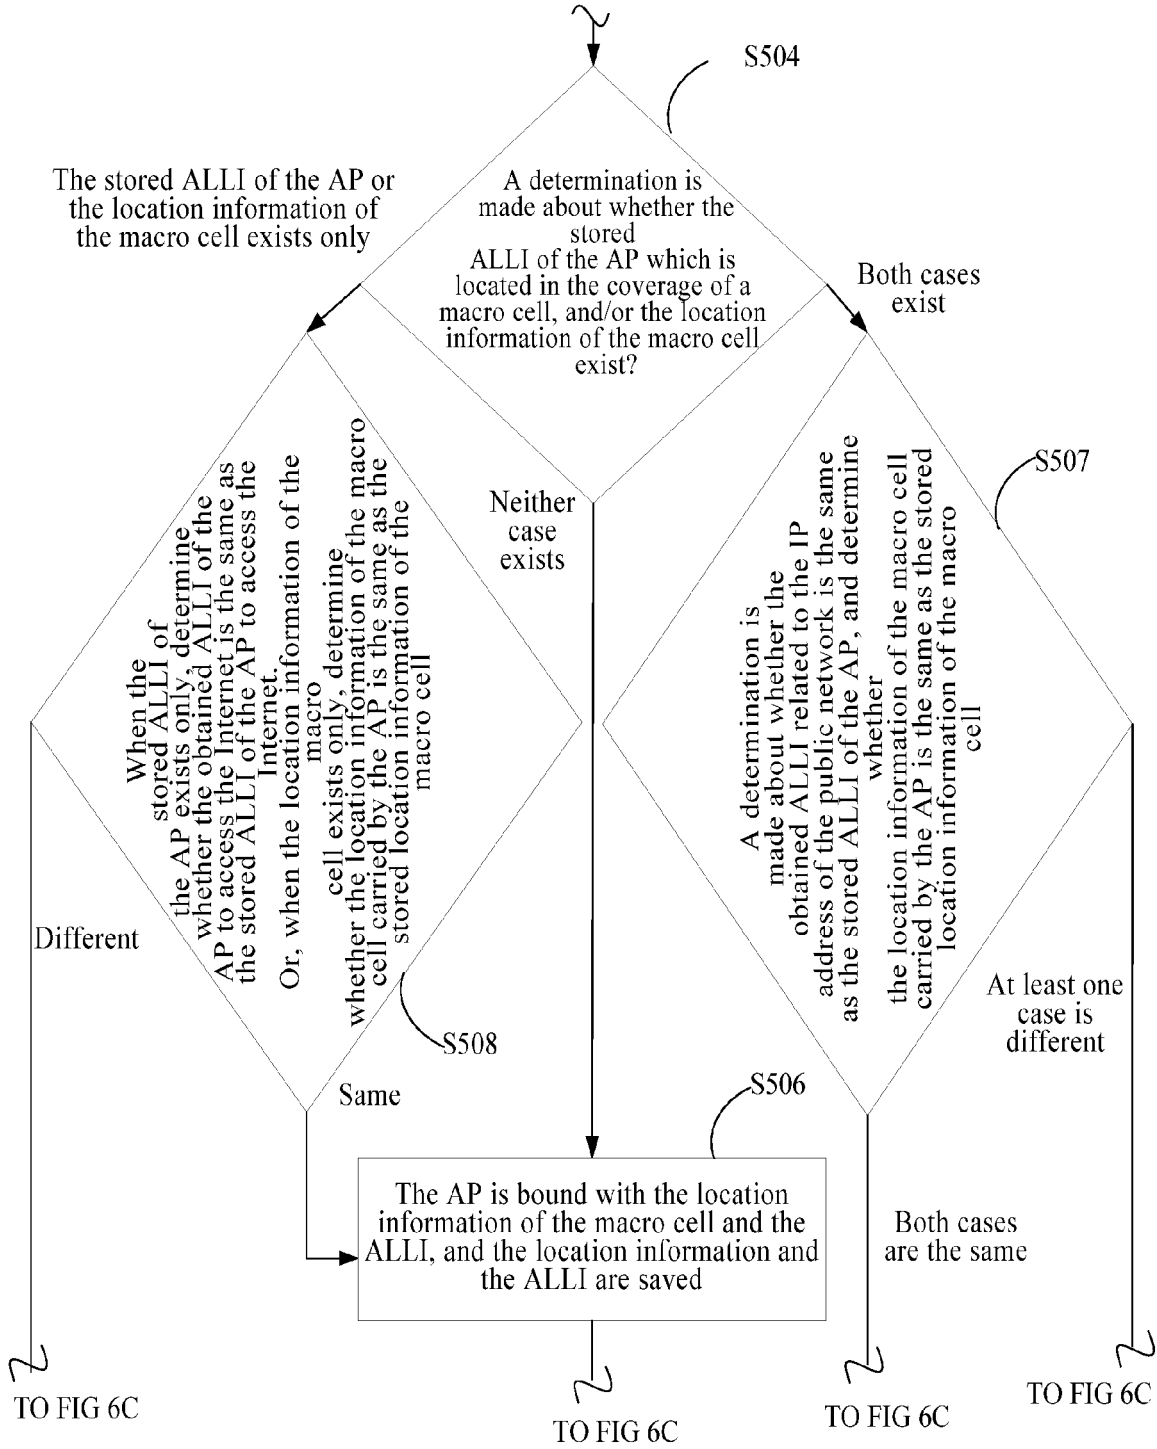 S504
The stored ALLI of the AP or
the location information of
the macro cell exists only
A determination is
made about whether the
stored
ALLI of the AP which is
located in the coverage of a
macro cell, and/or the location
information of the macro cell
exist?
Both cases
exist
When the
stored ALLI of
the AP exists only, determine
whether the obtained ALLI of the
AP to access the Internet is the same as
the stored ALLI of the AP to access the
Internet.
Or, when the location information of the
macro
cell exists only, determine
whether the location information of the macro
cell carried by the AP is the same as the
stored location information of the
macro cell
Neither
case
exists
S507
A determination is
made about whether the
obtained ALLI related to the IP
address of the public network is the same
as the stored ALLI of the AP, and determine
whether
the location information of the macro cell
carried by the AP is the same as the stored
location information of the macro
cell
Different
At least one
case is
different
S508
Same
S506
The AP is bound with the location
information of the macro cell and the
ALLI, and the location information and
the ALLI are saved
Both cases
are the same
TO FIG 6C
TO FIG 6C
TO FIG 6C
TO FIG 6C